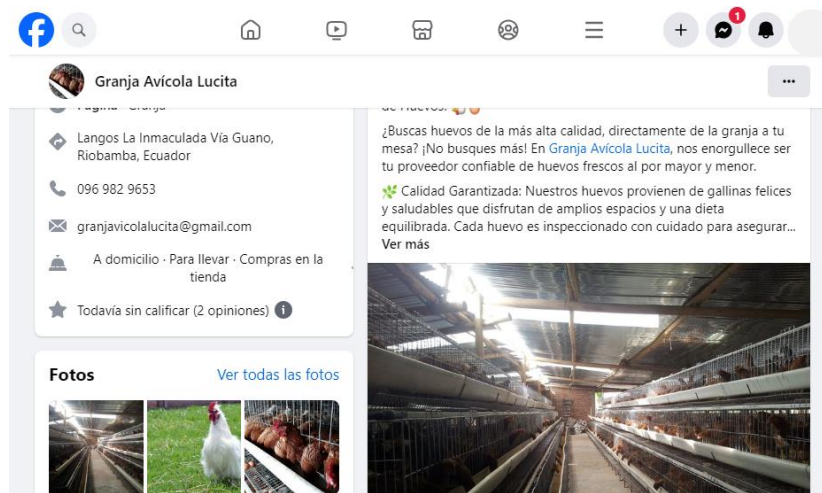 1
Granja Avícola Lucita
Página · Granja
Langos La Inmaculada Vía Guano,
Riobamba, Ecuador
096 982 9653
granjavicolalucita@gmail.com
A domicilio · Para llevar · Compras en la
tienda
Todavía sin calificar (2 opiniones)
Fotos
Ver todas las fotos
de Huevos.
¿Buscas huevos de la más alta calidad, directamente de la granja a tu
mesa? ¡No busques más! En Granja Avícola Lucita, nos enorgullece ser
tu proveedor confiable de huevos frescos al por mayor y menor.
🌿 Calidad Garantizada: Nuestros huevos provienen de gallinas felices
y saludables que disfrutan de amplios espacios y una dieta
equilibrada. Cada huevo es inspeccionado con cuidado para asegurar...
Ver más